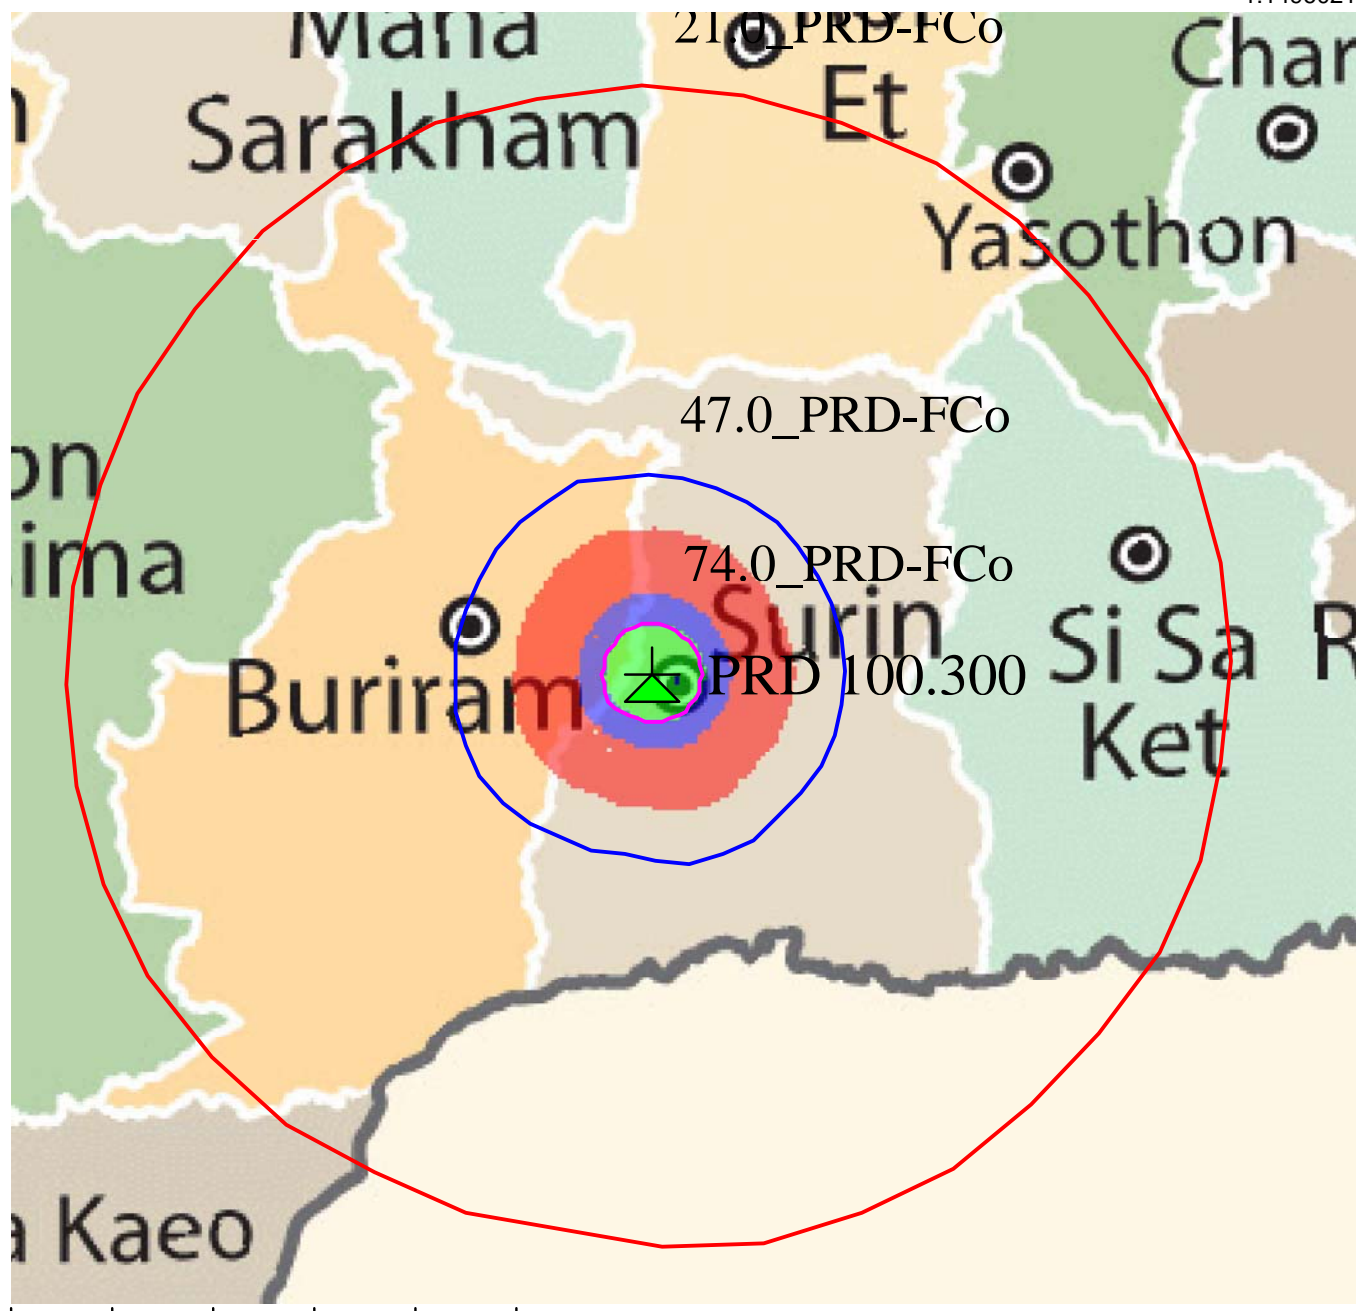 Maha
21.0_PRD-FCo
Sarakham
Et
Yasothon
47.0_PRD-FCo
74.0_PRD-FCo
Surin
Si Sa
Ket
Buriram
PRD 100.300
Kaeo